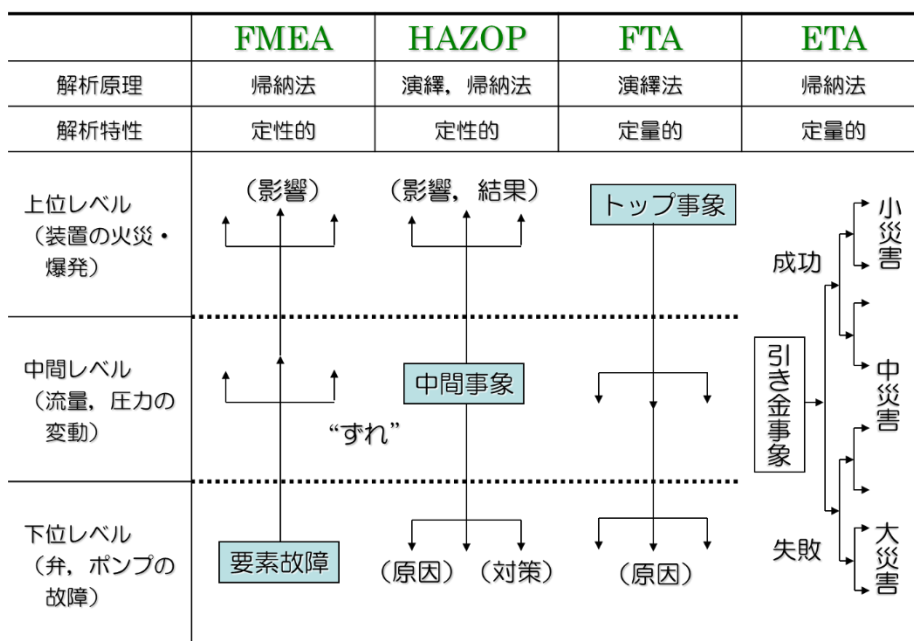 FMEA HAZOP FTA ETA
解析原理 帰納法 演繹，帰納法 演繹法 帰納法
解析特性 定性的 定性的 定量的 定量的
上位レベル
（装置の火災・
爆発）
（影響）
（影響，結果）
トップ事象
中間レベル
（流量，圧力の
変動）
“ずれ”
中間事象
下位レベル
（弁，ポンプの
故障）
要素故障
（原因）（対策）
（原因）
引き金事象
成功
失敗
小災害
中災害
大災害